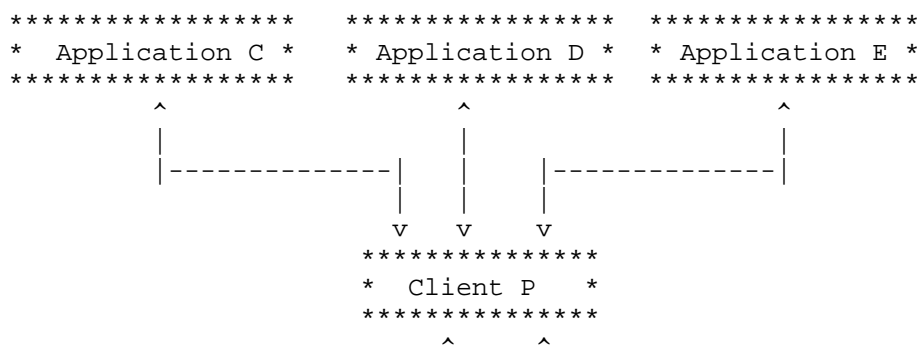 ******************   *****************  *****************
*  Application C *   * Application D *  * Application E *
******************   *****************  *****************
         ^                  ^                   ^
         |                  |                   |
         |--------------|   |    |--------------|
                        |   |    |
                        v   v    v
                      ***************
                      *  Client P   *
                      ***************
                           ^     ^